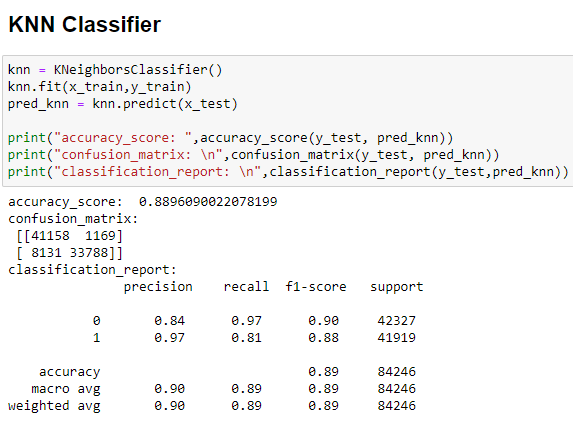 KNN Classifier
knn = KNeighborsClassifier()
knn.fit(x_train,y_train)
pred_knn = knn.predict(x_test)
print("accuracy_score: ",accuracy_score(y_test, pred_knn))
print("confusion_matrix: \n",confusion_matrix(y_test, pred_knn))
print("classification_report: \n",classification_report(y_test,pred_knn))
accuracy_score:  0.8896090022078199
confusion_matrix:
 [[41158  1169]
 [ 8131 33788]]
classification_report:
               precision    recall  f1-score   support
           0       0.84      0.97      0.90     42327
           1       0.97      0.81      0.88     41919
    accuracy                           0.89     84246
   macro avg       0.90      0.89      0.89     84246
weighted avg       0.90      0.89      0.89     84246